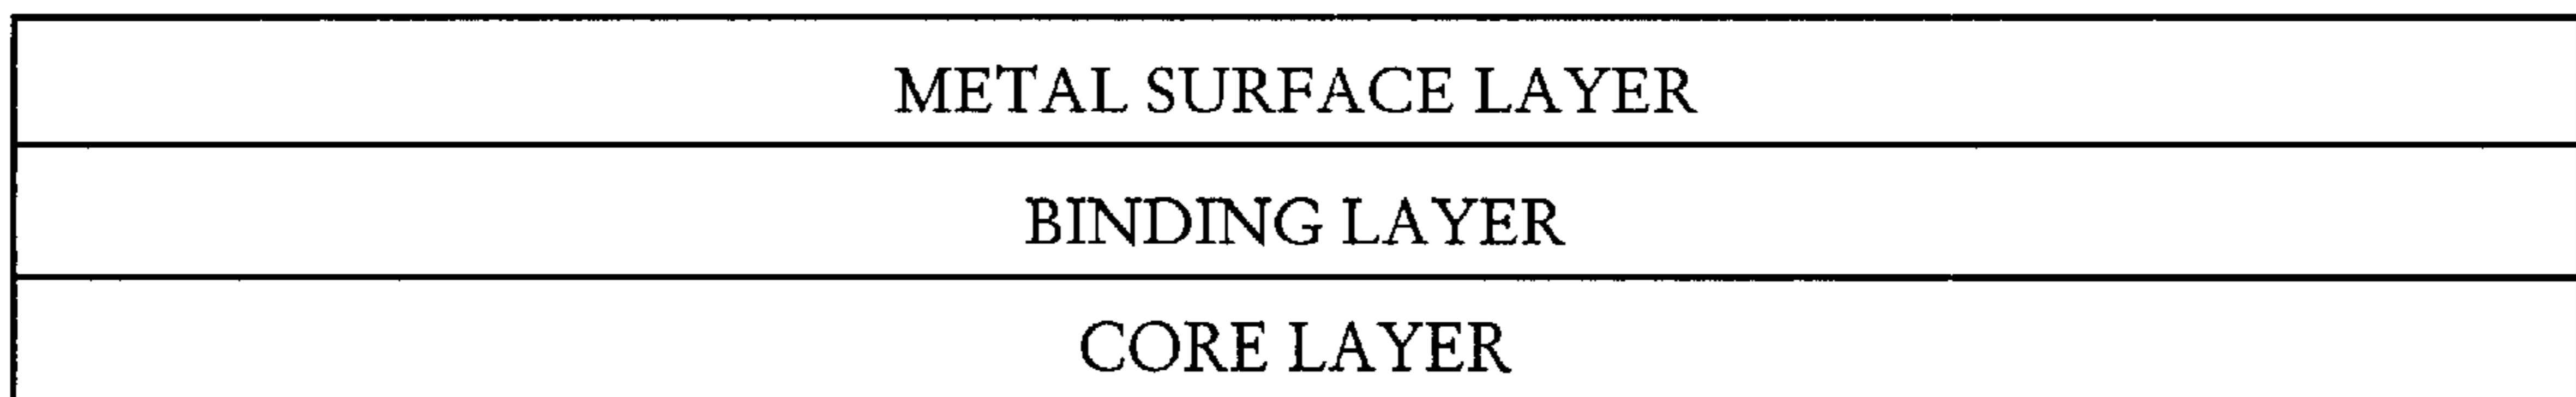 METAL SURFACE LAYER
BINDING LAYER
CORE LAYER